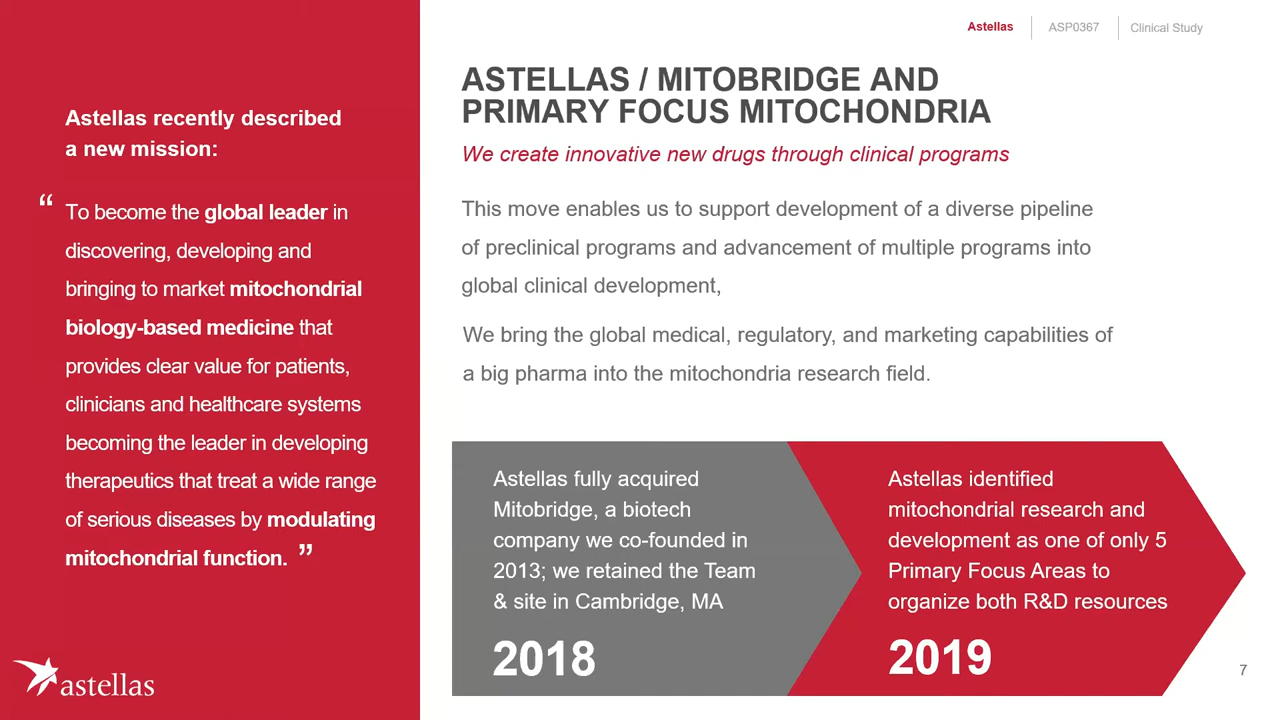 Astellas
ASP0367
Clinical Study
Astellas recently described
a new mission:
“ To become the global leader in
discovering, developing and
bringing to market mitochondrial
biology-based medicine that
provides clear value for patients,
clinicians and healthcare systems
becoming the leader in developing
therapeutics that treat a wide range
of serious diseases by modulating
mitochondrial function. ”
astellas
ASTELLAS / MITOBRIDGE AND
PRIMARY FOCUS MITOCHONDRIA
We create innovative new drugs through clinical programs
This move enables us to support development of a diverse pipeline
of preclinical programs and advancement of multiple programs into
global clinical development,
We bring the global medical, regulatory, and marketing capabilities of
a big pharma into the mitochondria research field.
Astellas fully acquired
Mitobridge, a biotech
company we co-founded in
2013; we retained the Team
& site in Cambridge, MA
2018
Astellas identified
mitochondrial research and
development as one of only 5
Primary Focus Areas to
organize both R&D resources
2019
7